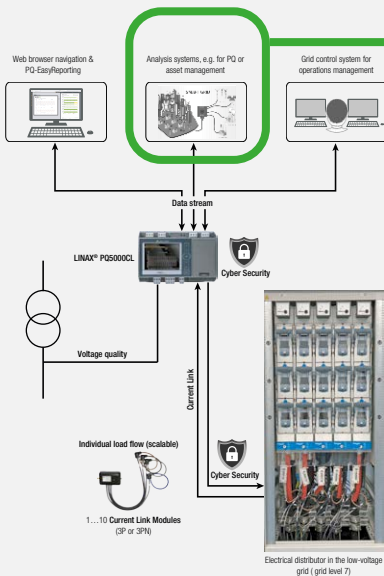 Web browser navigation &
PQ-EasyReporting
Analysis systems, e.g. for PQ or
asset management
Grid control system for
operations management
SMART GRID
Data stream
LINAX® PQ5000CL
Cyber Security
Voltage quality
Current Link
Individual load flow (scalable)
Cyber Security
1…10 Current Link Modules
(3P or 3PN)
Electrical distributor in the low-voltage
grid ( grid level 7)